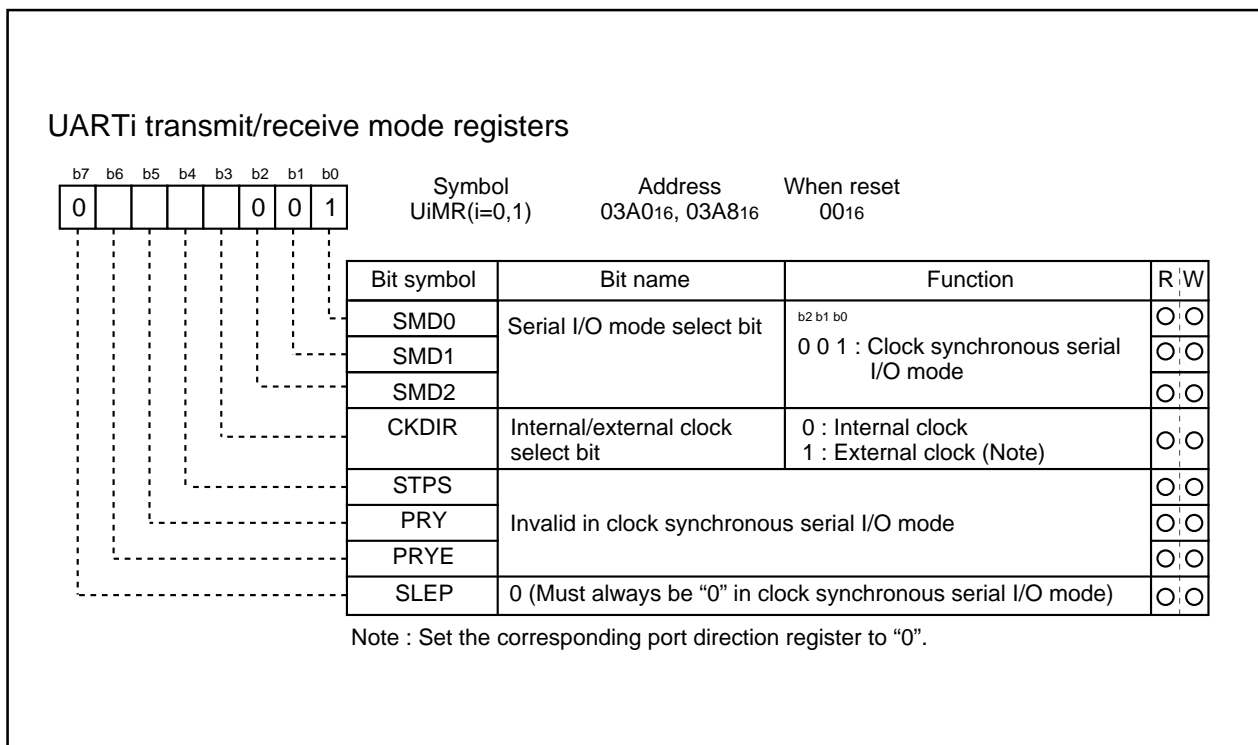 UARTi transmit/receive mode registers
b7 b6 b5 b4 b3 b2 b1 b0
0 0 0 1
Symbol Address When reset
UiMR(i=0,1) 03A016, 03A816 0016
Bit symbol Bit name Function R W
SMD0 Serial I/O mode select bit b2 b1 b0
SMD1 0 0 1 : Clock synchronous serial
I/O mode
SMD2
CKDIR Internal/external clock 0 : Internal clock
select bit 1 : External clock (Note)
STPS
PRY Invalid in clock synchronous serial I/O mode
PRYE
SLEP 0 (Must always be “0” in clock synchronous serial I/O mode)
Note : Set the corresponding port direction register to “0”.